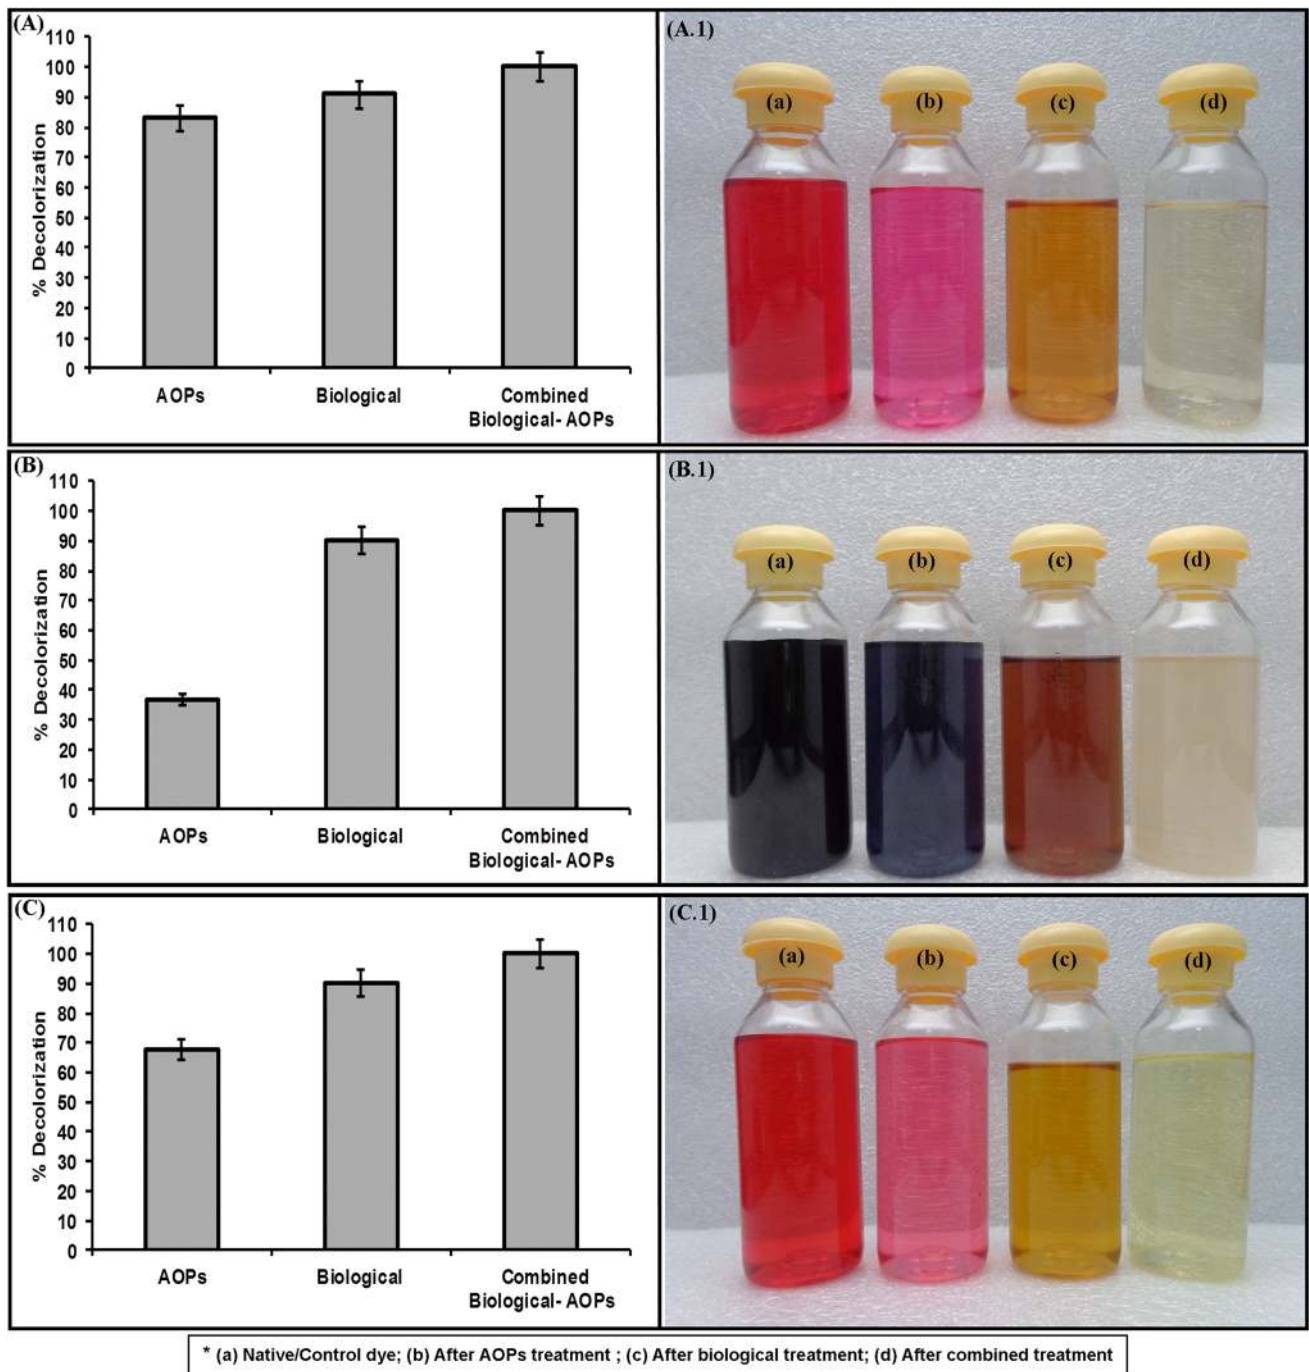 (A)
110
100
90
80
70
60
50
40
30
20
10
0
% Decolorization
AOPs
Biological
Combined
Biological- AOPs
(A.1)
(a)
(b)
(c)
(d)
(B)
110
100
90
80
70
60
50
40
30
20
10
0
% Decolorization
AOPs
Biological
Combined
Biological- AOPs
(B.1)
(a)
(b)
(c)
(d)
(C)
110
100
90
80
70
60
50
40
30
20
10
0
% Decolorization
AOPs
Biological
Combined
Biological- AOPs
(C.1)
(a)
(b)
(c)
(d)
* (a) Native/Control dye; (b) After AOPs treatment ; (c) After biological treatment; (d) After combined treatment